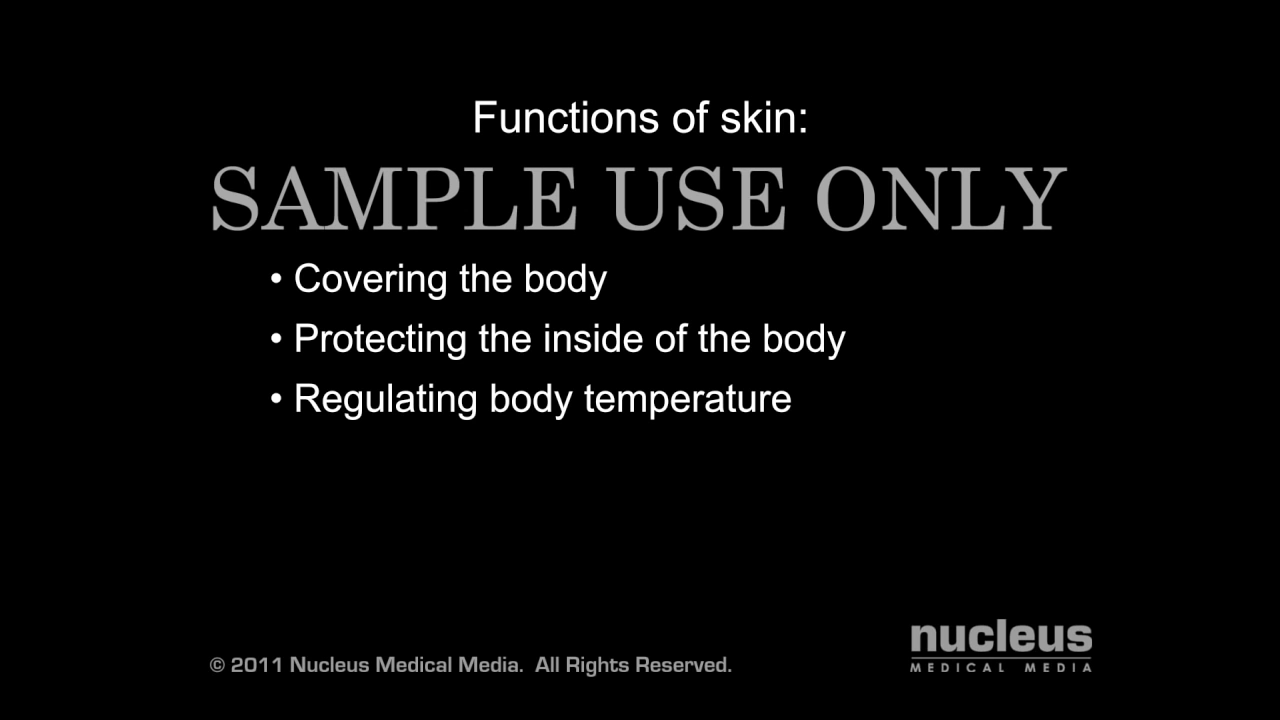 Functions of skin:
SAMPLE USE ONLY
• Covering the body
• Protecting the inside of the body
• Regulating body temperature
nucleus
MEDICAL MEDIA
© 2011 Nucleus Medical Media. All Rights Reserved.